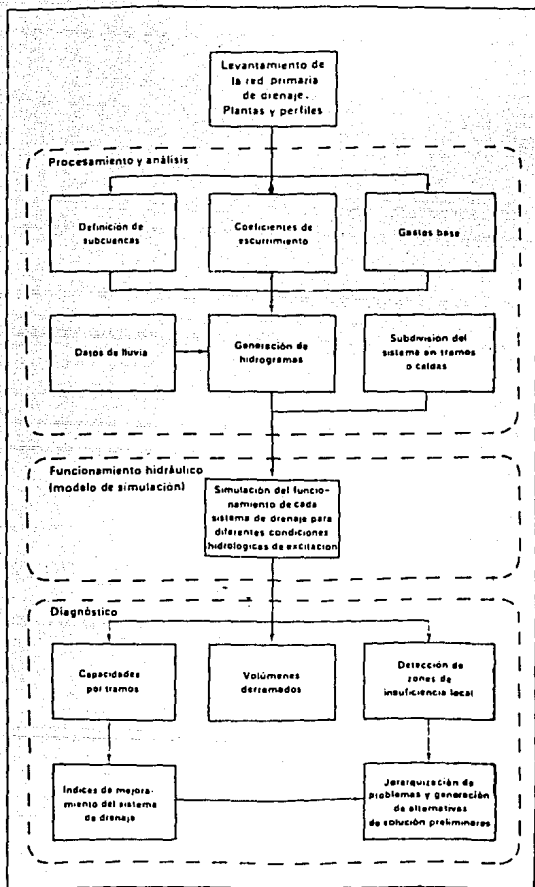 Levantamiento de
la red primaria
de drenaje.
Plantas y perfiles
Procesamiento y análisis
Definición de
subcuencas
Coeficientes de
escurrimiento
Gastos base
Datos de lluvia
Generación de
hidrogramas
Subdivisión del
sistema en tramos
o caídas
Funcionamiento hidráulico
(modelo de simulación)
Simulación del funcio-
namiento de cada
sistema de drenaje para
diferentes condiciones
hidrológicas de excitación
Diagnóstico
Capacidades
por tramos
Volúmenes
derramados
Detección de
zonas de
insuficiencia local
Indices de mejora-
miento del sistema
de drenaje
Jerarquización de
problemas y generación
de alternativas
de solución preliminares